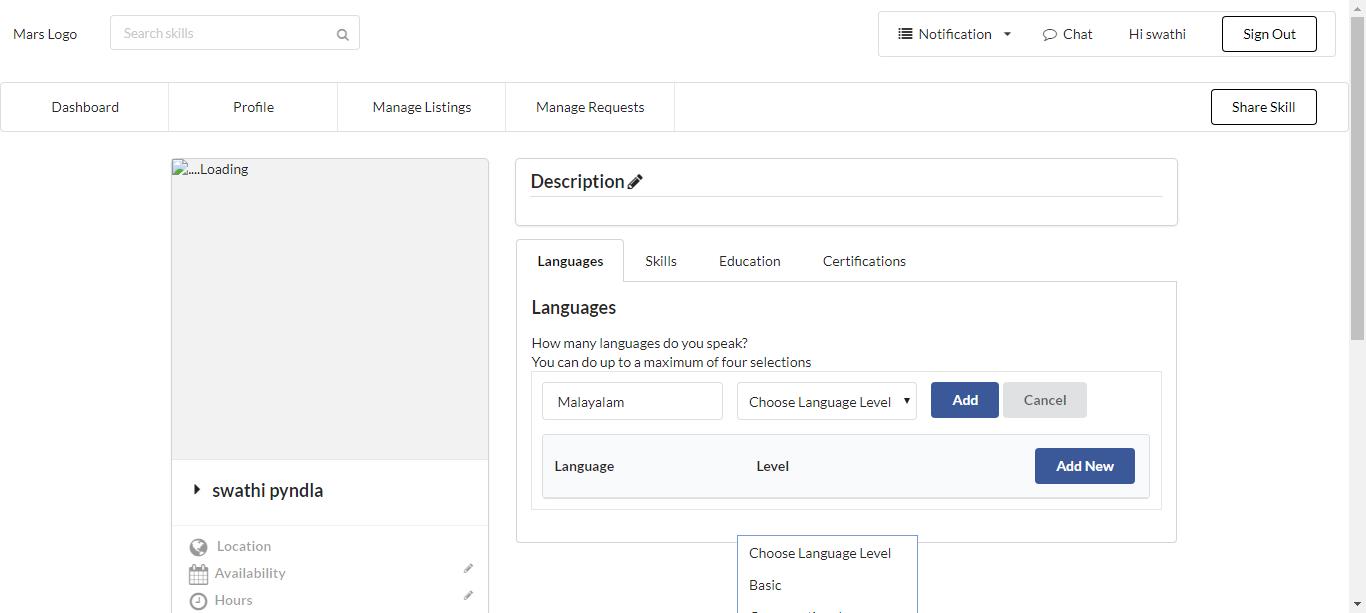 Mars Logo
Search skills
Notification
Chat
Hi swathi
Sign Out
Dashboard
Profile
Manage Listings
Manage Requests
Share Skill
....Loading
Description
Languages
Skills
Education
Certifications
Languages
How many languages do you speak?
You can do up to a maximum of four selections
Malayalam
Choose Language Level
Add
Cancel
Language
Level
Add New
swathi pyndla
Location
Availability
Hours
Choose Language Level
Basic